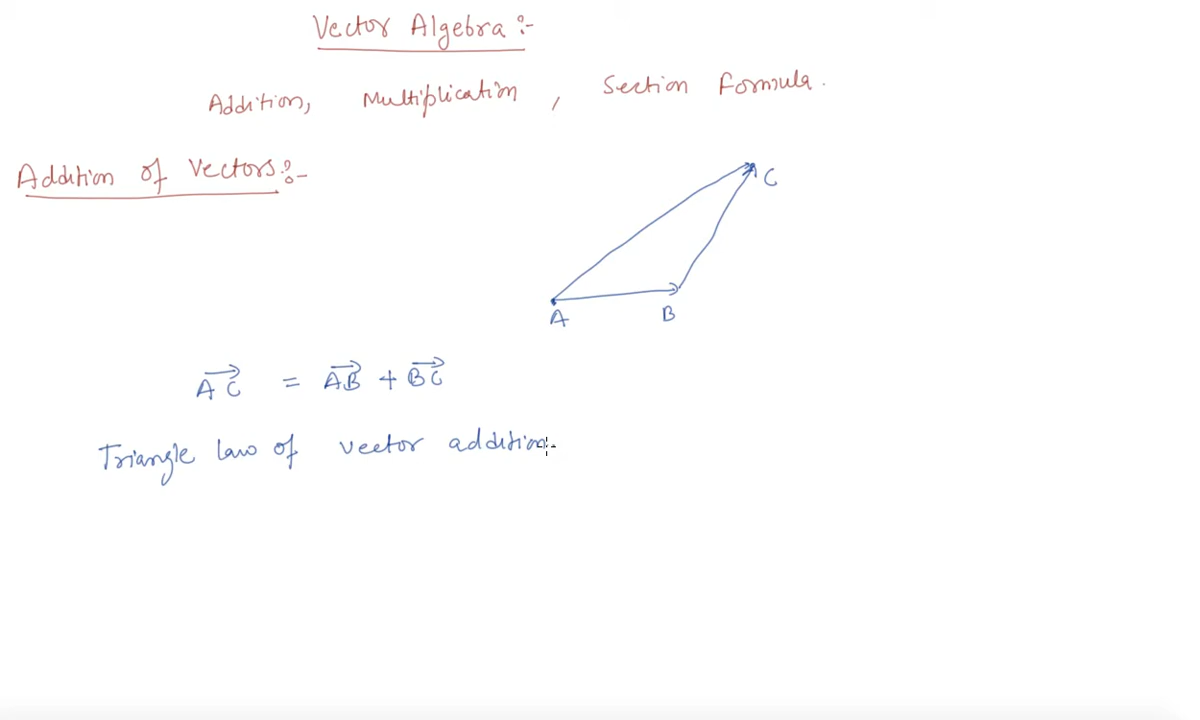 Vector Algebra :-
Addition, Multiplication , Section Formula.
Addition of Vectors :-
C
A
B
AC = AB + BC
Triangle law of vector addition:-